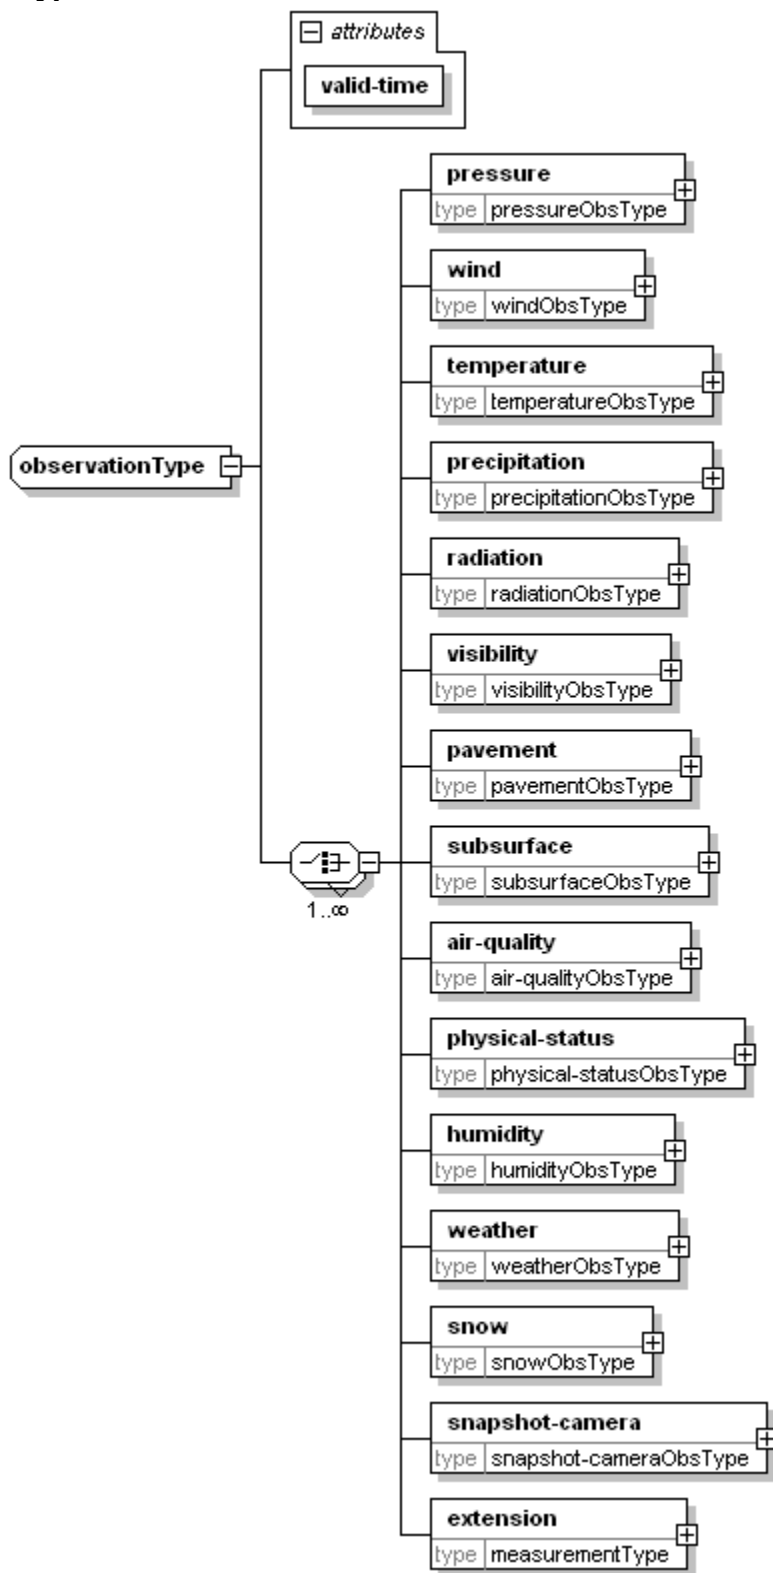 attributes
valid-time
pressure
type pressureObsType
wind
type windObsType
temperature
type temperatureObsType
observationType
precipitation
type precipitationObsType
radiation
type radiationObsType
visibility
type visibilityObsType
pavement
type pavementObsType
subsurface
type subsurfaceObsType
1..∞
air-quality
type air-qualityObsType
physical-status
type physical-statusObsType
humidity
type humidityObsType
weather
type weatherObsType
snow
type snowObsType
snapshot-camera
type snapshot-cameraObsType
extension
type measurementType